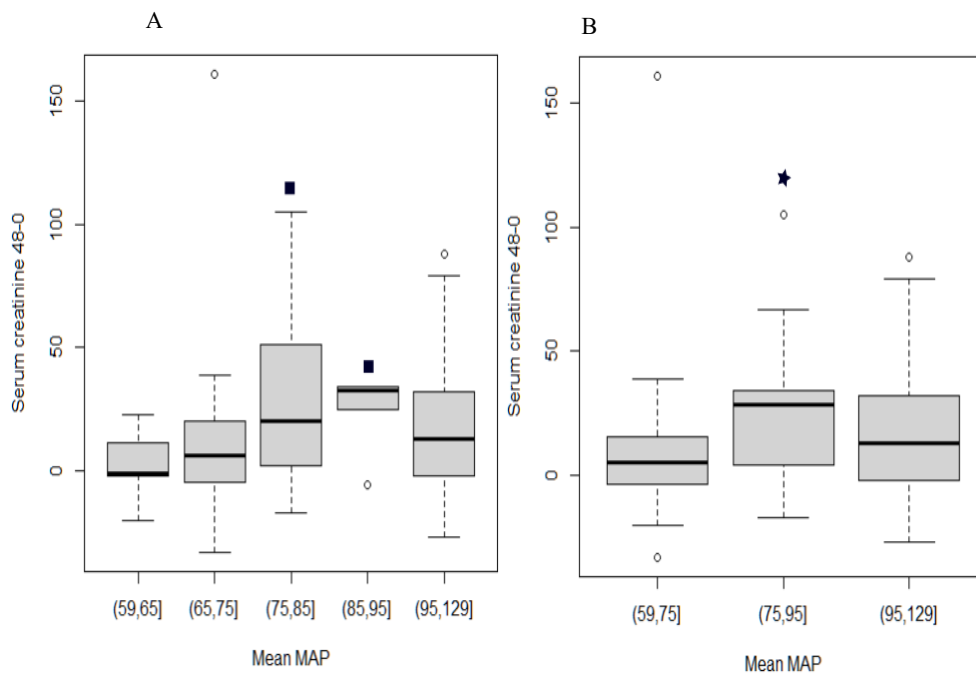 A
Serum creatinine 48-0
150
100
50
0
(59,65]
(65,75]
(75,85]
(85,95]
(95,129]
Mean MAP
B
Serum creatinine 48-0
150
100
50
0
(59,75]
(75,95]
(95,129]
Mean MAP